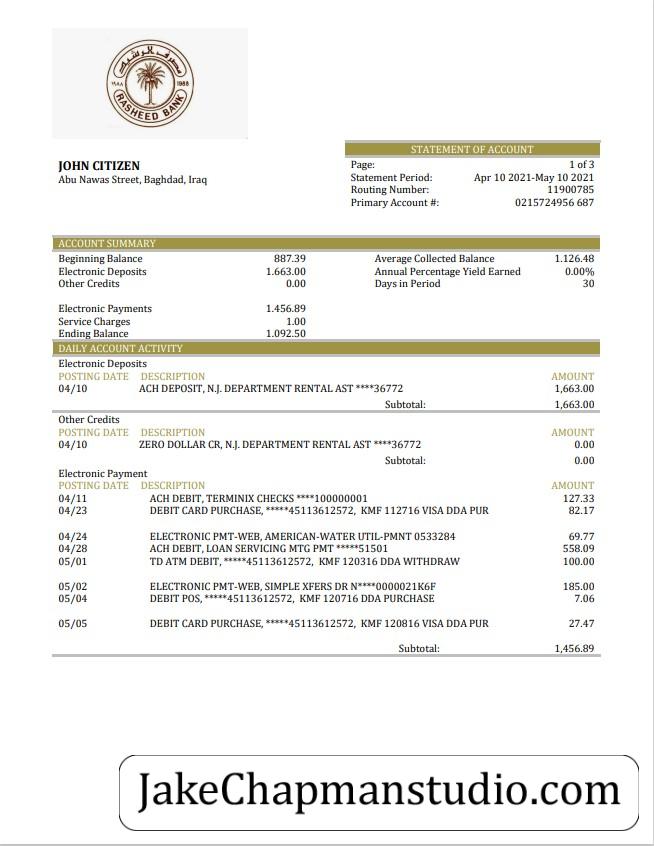 مصرف الرشيد
١٩٨٨ 1988
RASHEED BANK
STATEMENT OF ACCOUNT
JOHN CITIZEN
Abu Nawas Street, Baghdad, Iraq
Page: 1 of 3
Statement Period: Apr 10 2021-May 10 2021
Routing Number: 11900785
Primary Account #: 0215724956 687
ACCOUNT SUMMARY
Beginning Balance 887.39 Average Collected Balance 1.126.48
Electronic Deposits 1.663.00 Annual Percentage Yield Earned 0.00%
Other Credits 0.00 Days in Period 30
Electronic Payments 1.456.89
Service Charges 1.00
Ending Balance 1.092.50
DAILY ACCOUNT ACTIVITY
Electronic Deposits
POSTING DATE DESCRIPTION AMOUNT
04/10 ACH DEPOSIT, N.J. DEPARTMENT RENTAL AST ****36772 1,663.00
Subtotal: 1,663.00
Other Credits
POSTING DATE DESCRIPTION AMOUNT
04/10 ZERO DOLLAR CR, N.J. DEPARTMENT RENTAL AST ****36772 0.00
Subtotal: 0.00
Electronic Payment
POSTING DATE DESCRIPTION AMOUNT
04/11 ACH DEBIT, TERMINIX CHECKS ****100000001 127.33
04/23 DEBIT CARD PURCHASE, *****45113612572, KMF 112716 VISA DDA PUR 82.17
04/24 ELECTRONIC PMT-WEB, AMERICAN-WATER UTIL-PMNT 0533284 69.77
04/28 ACH DEBIT, LOAN SERVICING MTG PMT *****51501 558.09
05/01 TD ATM DEBIT, *****45113612572, KMF 120316 DDA WITHDRAW 100.00
05/02 ELECTRONIC PMT-WEB, SIMPLE XFERS DR N****0000021K6F 185.00
05/04 DEBIT POS, *****45113612572, KMF 120716 DDA PURCHASE 7.06
05/05 DEBIT CARD PURCHASE, *****45113612572, KMF 120816 VISA DDA PUR 27.47
Subtotal: 1,456.89
JakeChapmanstudio.com